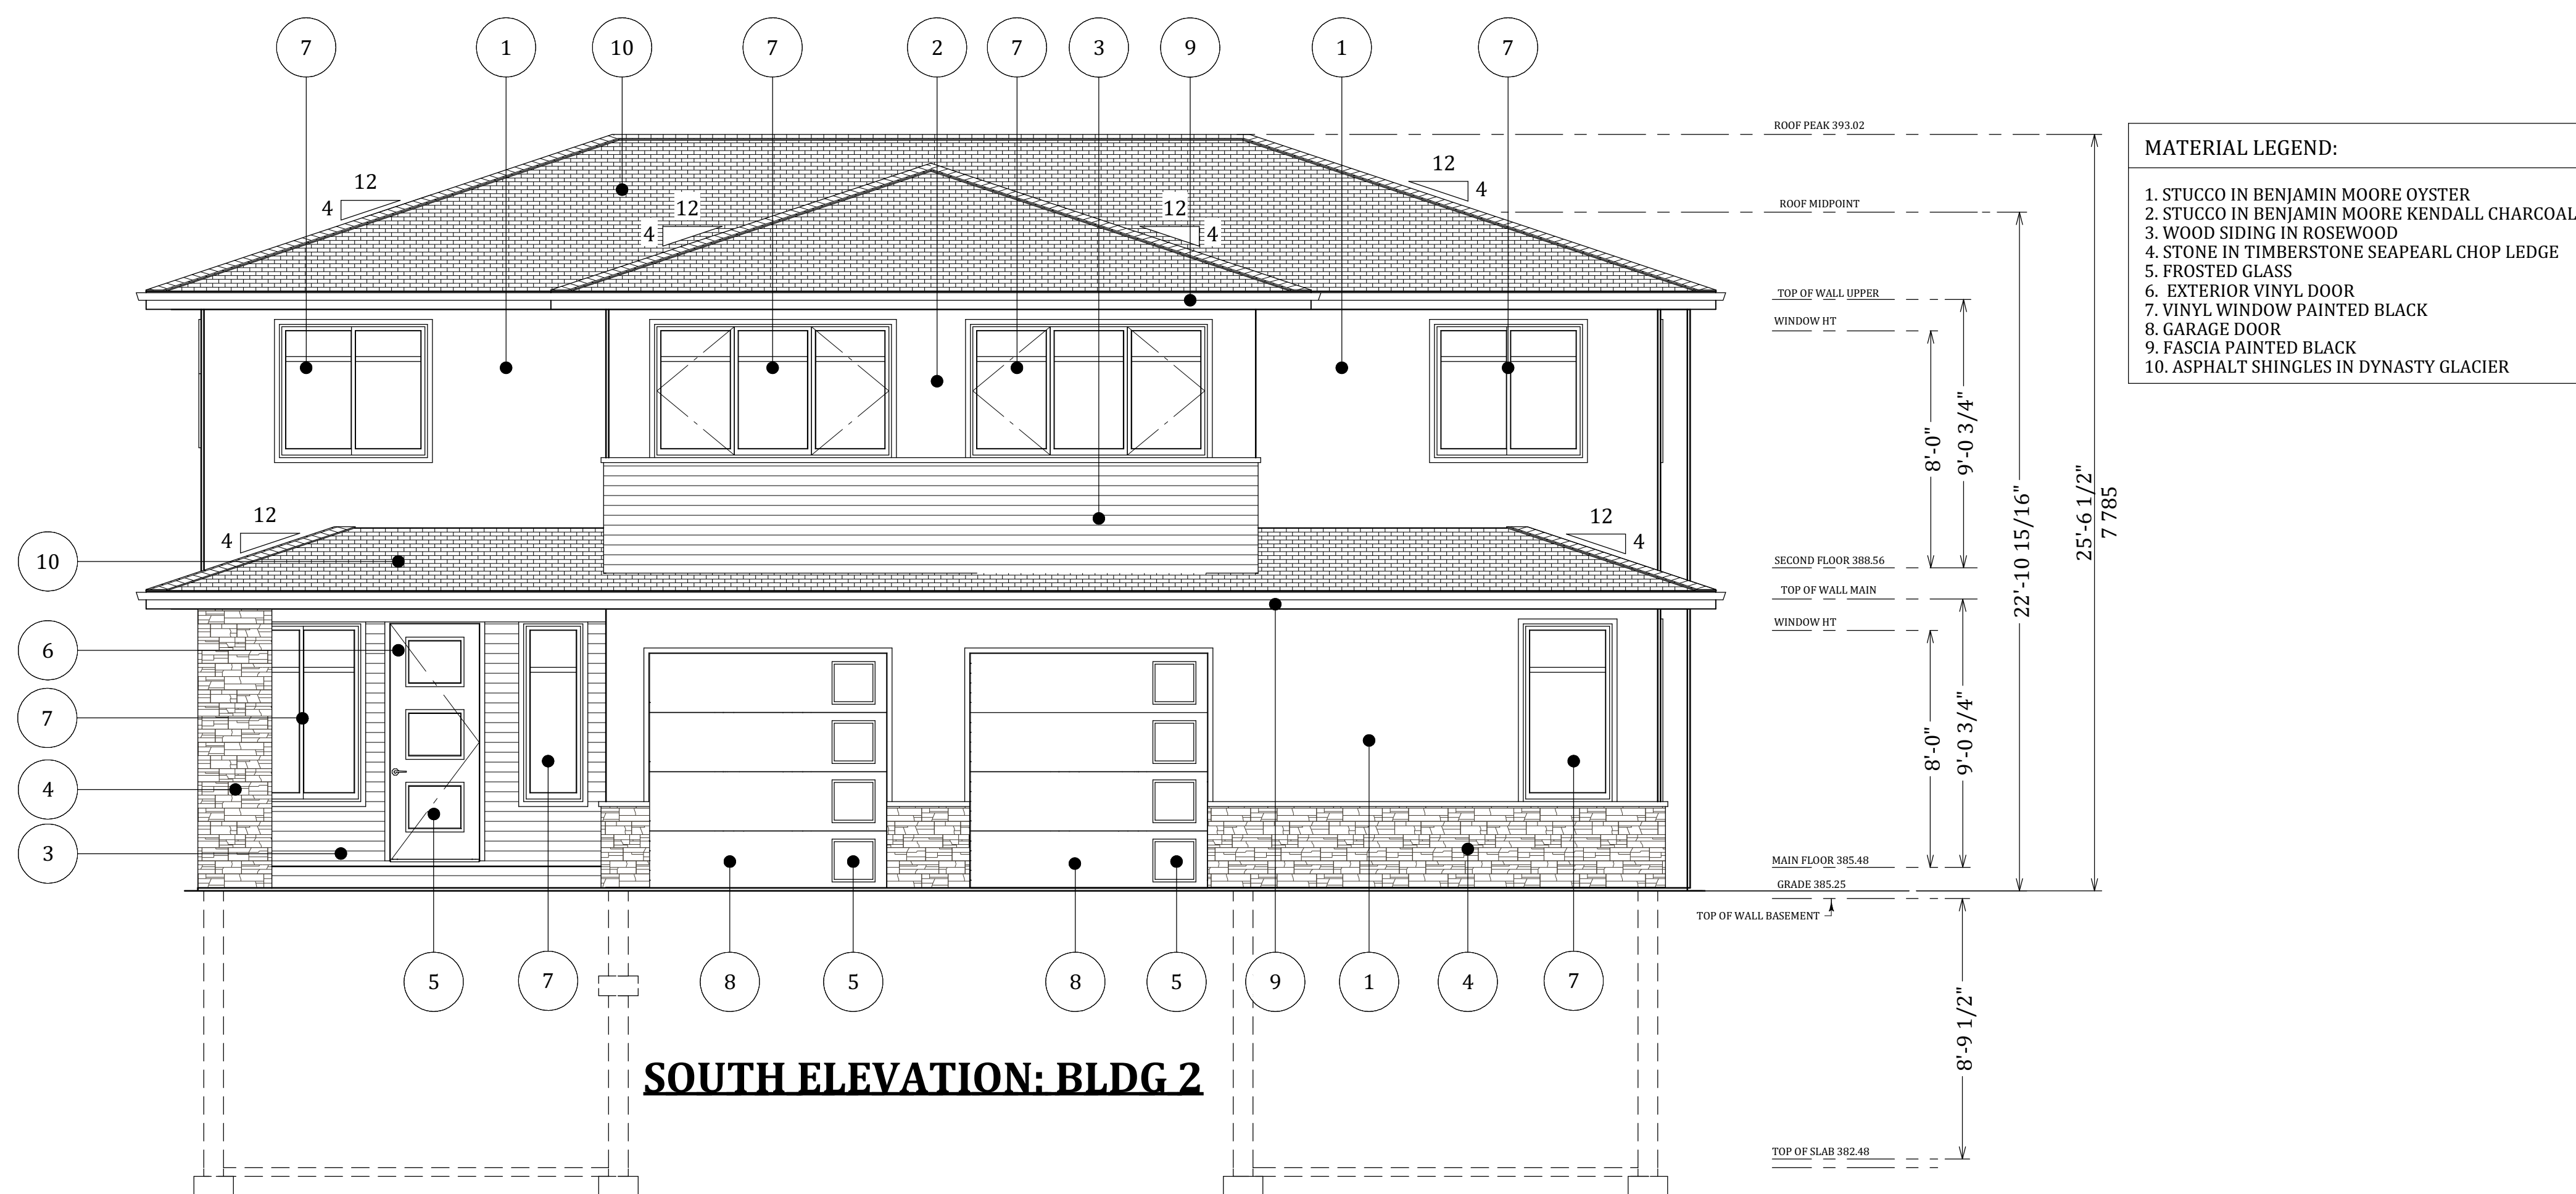 7 1 10 7 2 7 3 9 1 7
ROOF PEAK 393.02
MATERIAL LEGEND:
1. STUCCO IN BENJAMIN MOORE OYSTER
2. STUCCO IN BENJAMIN MOORE KENDALL CHARCOAL
3. WOOD SIDING IN ROSEWOOD
4. STONE IN TIMBERSTONE SEAPEARL CHOP LEDGE
5. FROSTED GLASS
6. EXTERIOR VINYL DOOR
7. VINYL WINDOW PAINTED BLACK
8. GARAGE DOOR
9. FASCIA PAINTED BLACK
10. ASPHALT SHINGLES IN DYNASTY GLACIER
12
4
12
4
12
4
12
4
ROOF MIDPOINT
TOP OF WALL UPPER
WINDOW HT
8'-0"
9'-0 3/4"
22'-10 15/16"
25'-6 1/2"
7 785
12
4
12
4
10
SECOND FLOOR 388.56
TOP OF WALL MAIN
WINDOW HT
6
7
4
3
8'-0"
9'-0 3/4"
MAIN FLOOR 385.48
GRADE 385.25
TOP OF WALL BASEMENT
5 7 8 5 8 5 9 1 4 7
8'-9 1/2"
SOUTH ELEVATION: BLDG 2
TOP OF SLAB 382.48